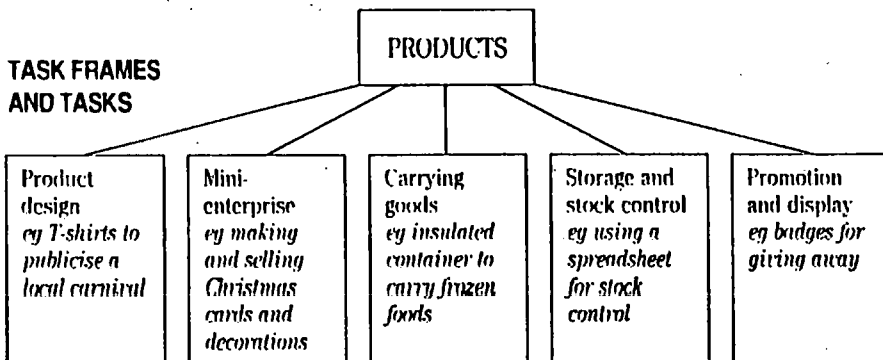 PRODUCTS
TASK FRAMES
AND TASKS
Product
design
eg T-shirts to
publicise a
local carnival
Mini-
enterprise
eg making
and selling
Christmas
cards and
decorations
Carrying
goods
eg insulated
container to
carry frozen
foods
Storage and
stock control
eg using a
spreadsheet
for stock
control
Promotion
and display
eg badges for
giving away